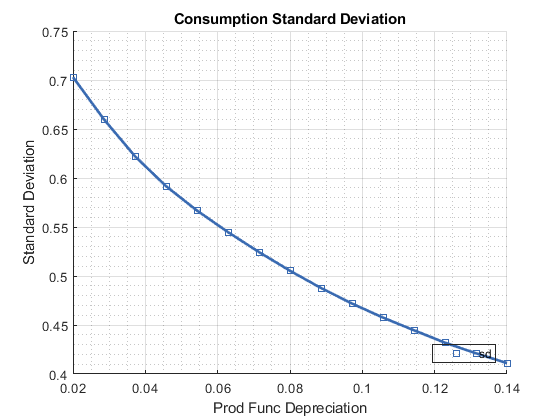 Consumption Standard Deviation
0.75
0.7
0.65
0.6
0.55
0.5
0.45
0.4
Standard Deviation
sd
0.02 0.04 0.06 0.08 0.1 0.12 0.14
Prod Func Depreciation